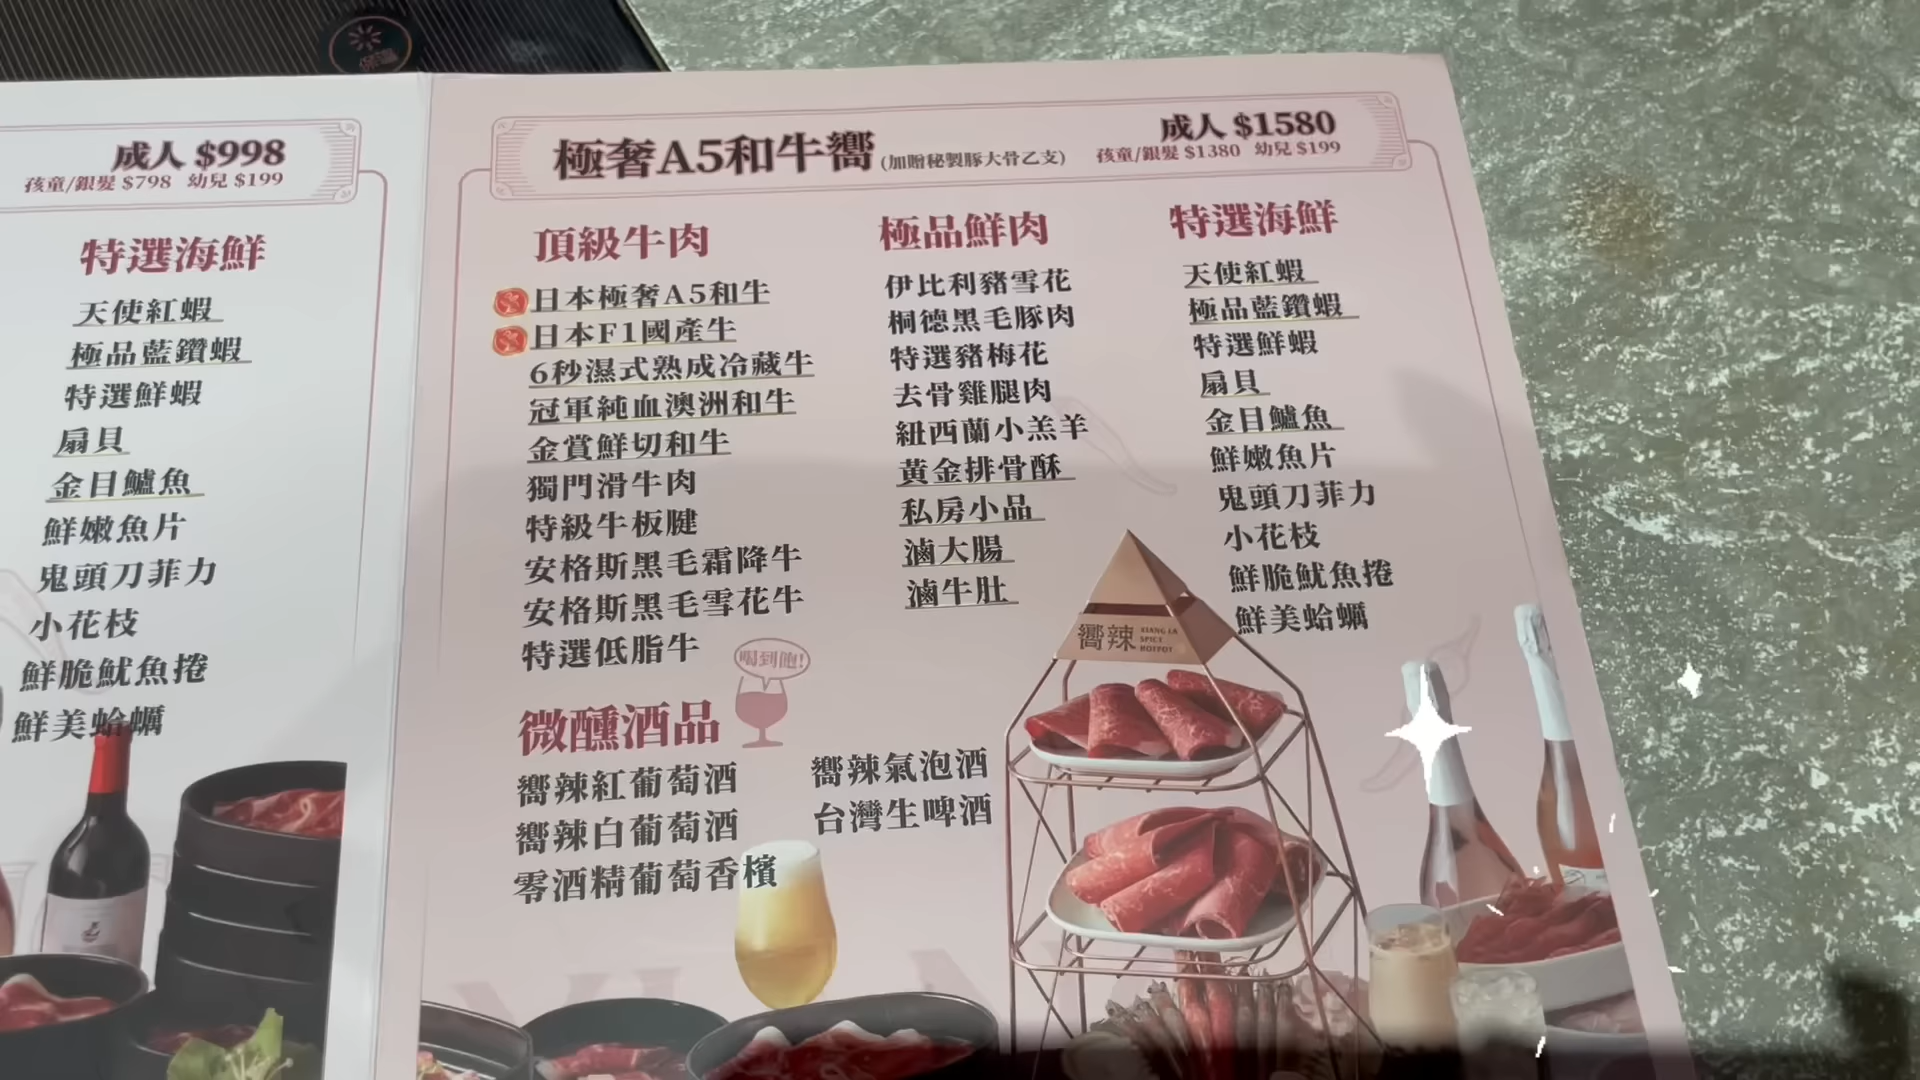 成人 $998
孩童/銀髮 $798 幼兒 $199
特選海鮮
天使紅蝦
極品藍鑽蝦
特選鮮蝦
扇貝
金目鱸魚
鮮嫩魚片
鬼頭刀菲力
小花枝
鮮脆魷魚捲
鮮美蛤蠣
極奢A5和牛嚮(加贈秘製豚大骨乙支)
成人 $1580
孩童/銀髮 $1380 幼兒 $199
頂級牛肉
日本極奢A5和牛
日本F1國產牛
6秒濕式熟成冷藏牛
冠軍純血澳洲和牛
金賞鮮切和牛
獨門滑牛肉
特級牛板腱
安格斯黑毛霜降牛
安格斯黑毛雪花牛
特選低脂牛
極品鮮肉
伊比利豬雪花
桐德黑毛豚肉
特選豬梅花
去骨雞腿肉
紐西蘭小羔羊
黃金排骨酥
私房小品
滷大腸
滷牛肚
特選海鮮
天使紅蝦
極品藍鑽蝦
特選鮮蝦
扇貝
金目鱸魚
鮮嫩魚片
鬼頭刀菲力
小花枝
鮮脆魷魚捲
鮮美蛤蠣
微醺酒品
喝到飽!
嚮辣紅葡萄酒
嚮辣白葡萄酒
零酒精葡萄香檳
嚮辣氣泡酒
台灣生啤酒
嚮辣
XIANG LA
SPICY
HOTPOT